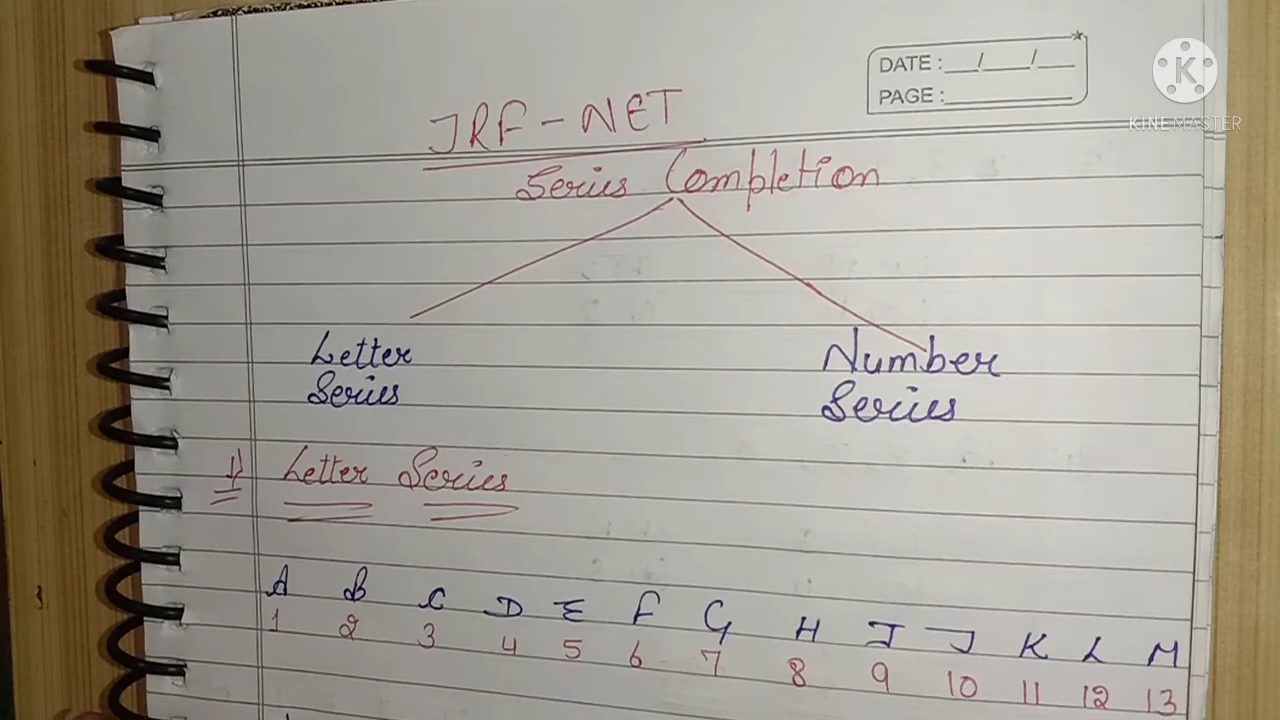 DATE : __/__/__
PAGE : ________
KINEMASTER
JRF - NET
Series Completion
Letter Series
Number Series
1) Letter Series
A B C D E F G H I J K L M
1 2 3 4 5 6 7 8 9 10 11 12 13